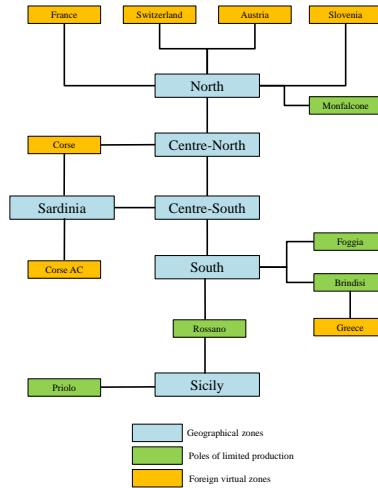 France
Switzerland
Austria
Slovenia
North
Monfalcone
Corse
Centre-North
Sardinia
Centre-South
Foggia
Corse AC
South
Brindisi
Rossano
Greece
Priolo
Sicily
Geographical zones
Poles of limited production
Foreign virtual zones